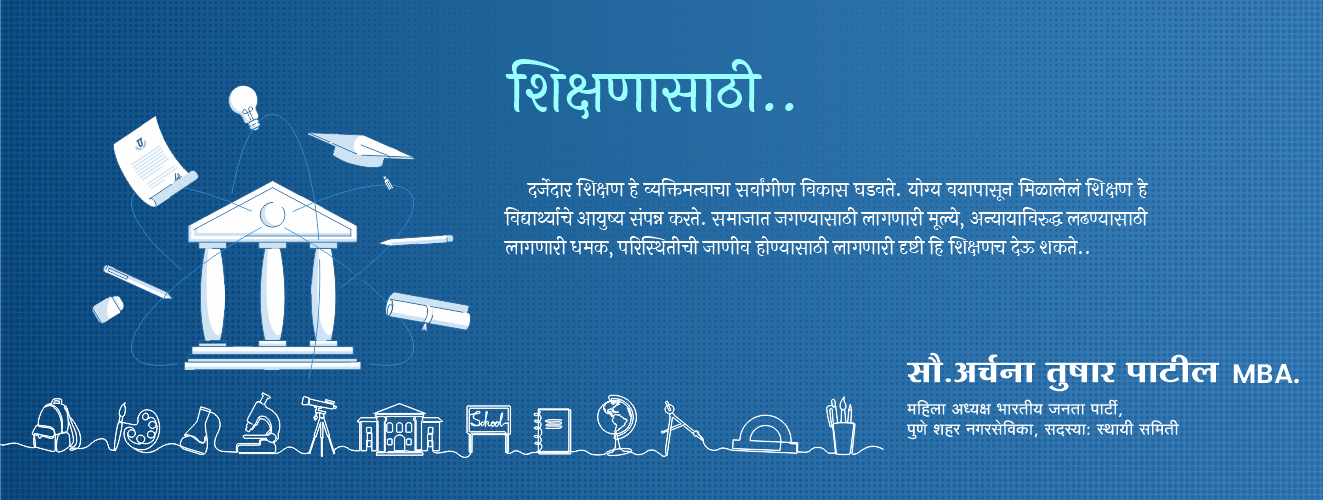 शिक्षणासाठी..
दर्जेदार शिक्षण हे व्यक्तिमत्वाचा सर्वांगीण विकास घडवते. योग्य वयापासून मिळालेलं शिक्षण हे
विद्यार्थ्यांचे आयुष्य संपन्न करते. समाजात जगण्यासाठी लागणारी मूल्ये, अन्यायाविरुद्ध लढण्यासाठी
लागणारी धमक, परिस्थितीची जाणीव होण्यासाठी लागणारी दृष्टी हि शिक्षणच देऊ शकते..
सौ.अर्चना तुषार पाटील MBA.
महिला अध्यक्ष भारतीय जनता पार्टी,
पुणे शहर नगरसेविका, सदस्या: स्थायी समिती
School